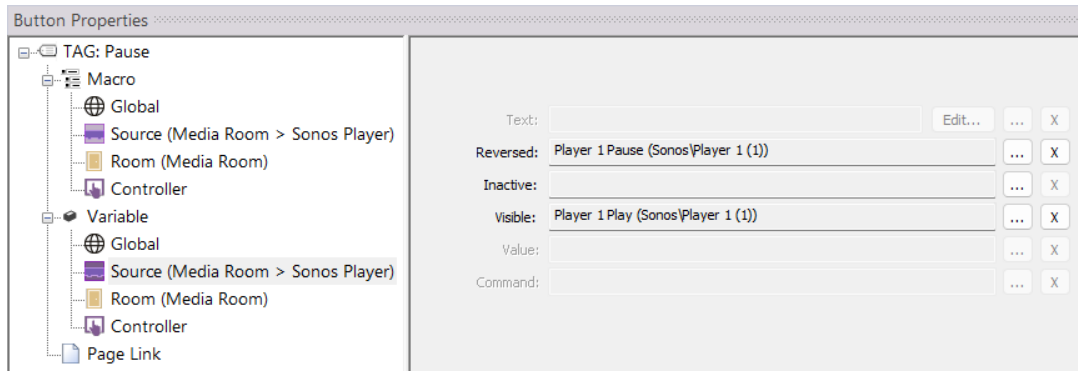 Button Properties
TAG: Pause
Macro
Global
Source (Media Room > Sonos Player)
Room (Media Room)
Controller
Variable
Global
Source (Media Room > Sonos Player)
Room (Media Room)
Controller
Page Link
Text: Edit... ... X
Reversed: Player 1 Pause (Sonos\Player 1 (1)) ... X
Inactive: ... X
Visible: Player 1 Play (Sonos\Player 1 (1)) ... X
Value: ... X
Command: ... X